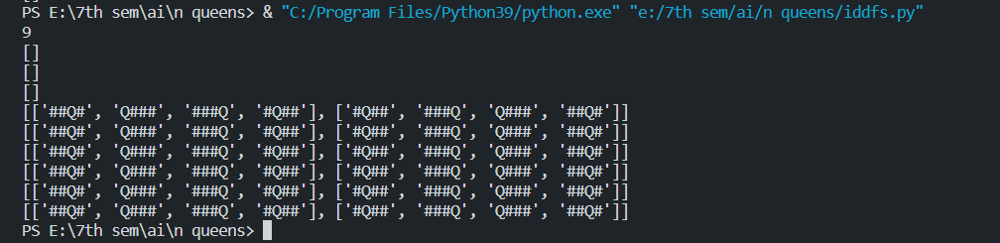 PS E:\7th sem\ai\n queens> & "C:/Program Files/Python39/python.exe" "e:/7th sem/ai/n queens/iddfs.py"
9
[]
[]
[]
[['##Q#', 'Q###', '###Q', '#Q##'], ['#Q##', '###Q', 'Q###', '##Q#']]
[['##Q#', 'Q###', '###Q', '#Q##'], ['#Q##', '###Q', 'Q###', '##Q#']]
[['##Q#', 'Q###', '###Q', '#Q##'], ['#Q##', '###Q', 'Q###', '##Q#']]
[['##Q#', 'Q###', '###Q', '#Q##'], ['#Q##', '###Q', 'Q###', '##Q#']]
[['##Q#', 'Q###', '###Q', '#Q##'], ['#Q##', '###Q', 'Q###', '##Q#']]
[['##Q#', 'Q###', '###Q', '#Q##'], ['#Q##', '###Q', 'Q###', '##Q#']]
PS E:\7th sem\ai\n queens>